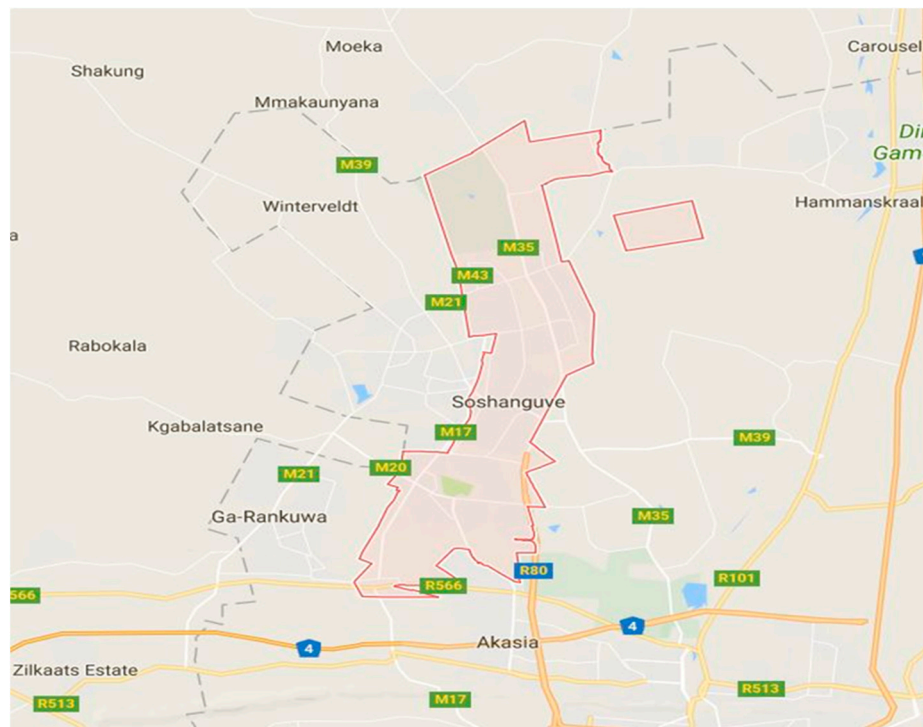 Moeka
Carousel
Shakung
Mmakaunyana
Di
Gam
M39
Winterveldt
Hammanskraal
a
M35
M43
M21
Rabokala
Soshanguve
Kgabalatsane
M17
M39
M20
M21
Ga-Rankuwa
M35
R80
R101
R566
566
4
Akasia
4
Zilkaats Estate
R513
R513
M17